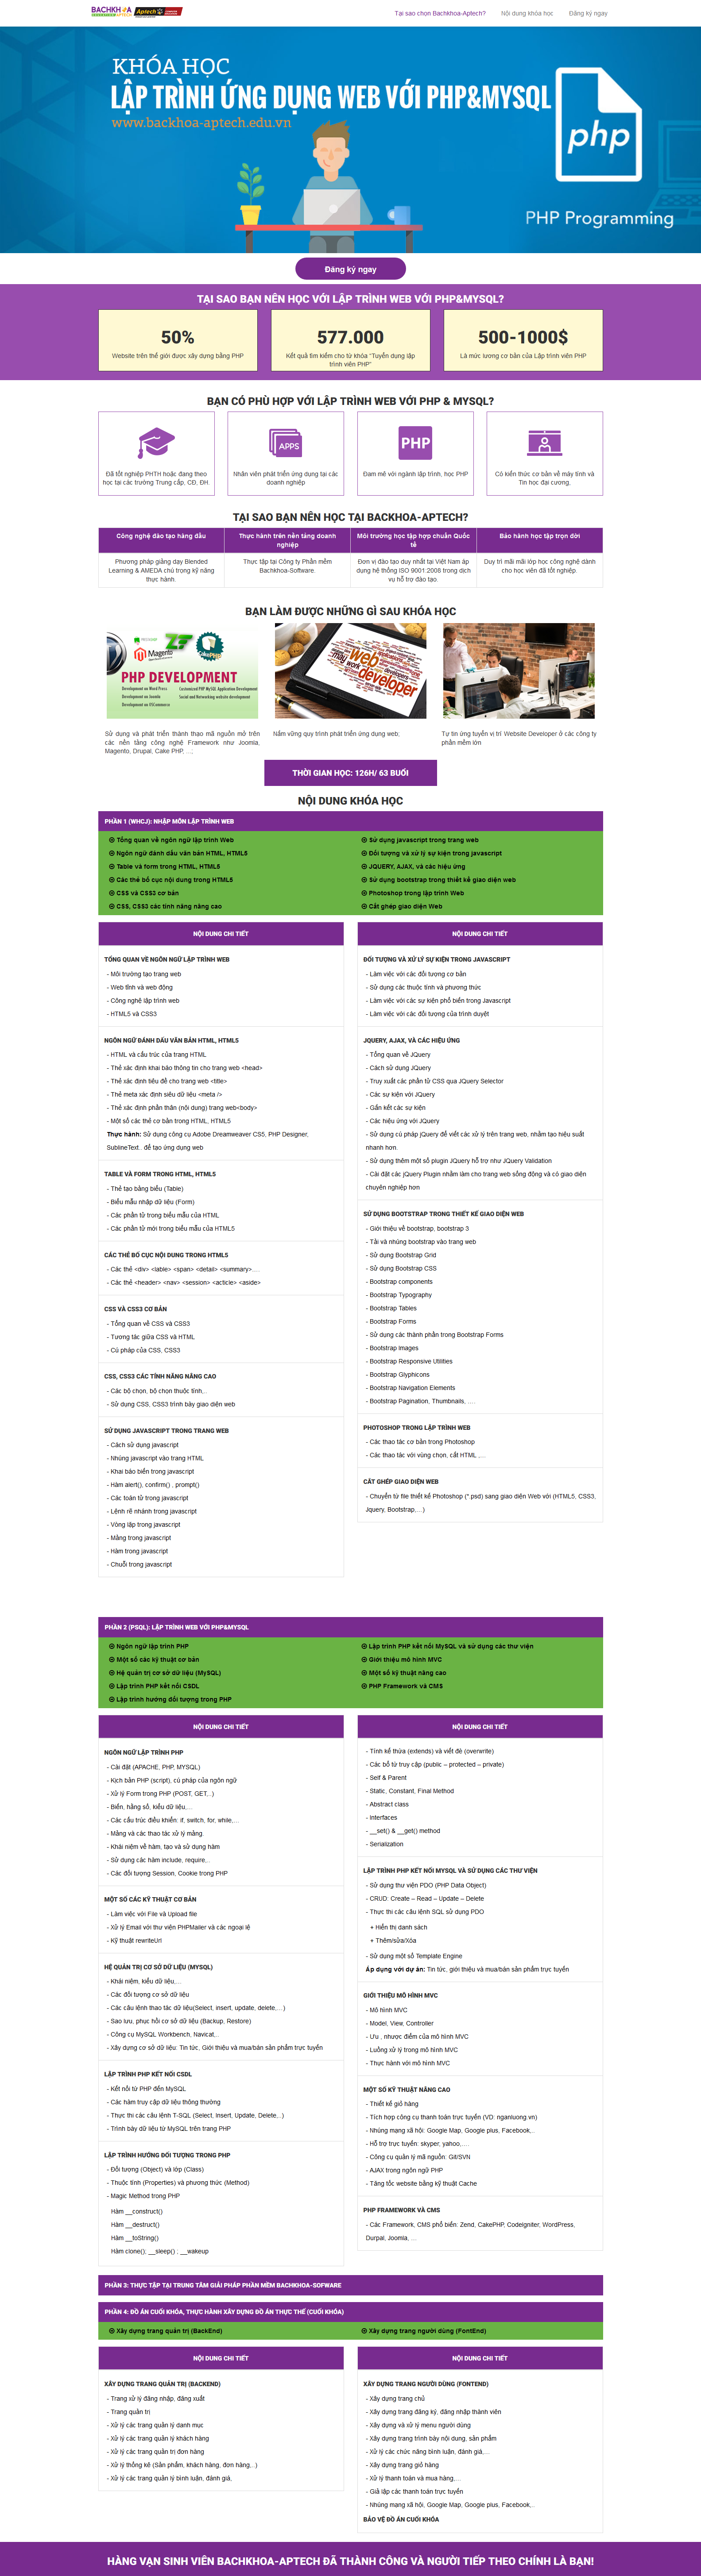 BACHKHOA Aptech
Tại sao chọn Bachkhoa-Aptech?
Nội dung khóa học
Đăng ký ngay
KHÓA HỌC
LẬP TRÌNH ỨNG DỤNG WEB VỚI PHP&MYSQL
www.backhoa-aptech.edu.vn
php
PHP Programming
Đăng ký ngay
TẠI SAO BẠN NÊN HỌC VỚI LẬP TRÌNH WEB VỚI PHP&MYSQL?
50%
Website trên thế giới được xây dựng bằng PHP
577.000
Kết quả tìm kiếm cho từ khóa "Tuyển dụng lập
trình viên PHP"
500-1000$
Là mức lương cơ bản của Lập trình viên PHP
BẠN CÓ PHÙ HỢP VỚI LẬP TRÌNH WEB VỚI PHP & MYSQL?
APPS
PHP
Đã tốt nghiệp PHTH hoặc đang theo
học tại các trường Trung cấp, CĐ, ĐH.
Nhân viên phát triển ứng dụng tại các
doanh nghiệp
Đam mê với ngành lập trình, học PHP
Có kiến thức cơ bản về máy tính và
Tin học đại cương,
TẠI SAO BẠN NÊN HỌC TẠI BACKHOA-APTECH?
Công nghệ đào tạo hàng đầu
Thực hành trên nền tảng doanh
nghiệp
Môi trường học tập hợp chuẩn Quốc
tế
Bảo hành học tập trọn đời
Phương pháp giảng dạy Blended
Learning & AMEDA chú trọng kỹ năng
thực hành.
Thực tập tại Công ty Phần mềm
Bachkhoa-Software.
Đơn vị đào tạo duy nhất tại Việt Nam áp
dụng hệ thống ISO 9001:2008 trong dịch
vụ hỗ trợ đào tạo.
Duy trì mãi mãi lớp học công nghệ dành
cho học viên đã tốt nghiệp.
BẠN LÀM ĐƯỢC NHỮNG GÌ SAU KHÓA HỌC
Magento
PHP DEVELOPMENT
web
developer
Sử dụng và phát triển thành thạo mã nguồn mở trên
các nền tảng công nghệ Framework như Joomla,
Magento, Drupal, Cake PHP, …;
Nắm vững quy trình phát triển ứng dụng web;
Tự tin ứng tuyển vị trí: Website Developer ở các công ty
phần mềm lớn
THỜI GIAN HỌC: 126H/ 63 BUỔI
NỘI DUNG KHÓA HỌC
PHẦN 1 (WHCJ): NHẬP MÔN LẬP TRÌNH WEB
Tổng quan về ngôn ngữ lập trình Web
Ngôn ngữ đánh dấu văn bản HTML, HTML5
Table và form trong HTML, HTML5
Các thẻ bố cục nội dung trong HTML5
CSS và CSS3 cơ bản
CSS, CSS3 các tính năng nâng cao
Sử dụng javascript trong trang web
Đối tượng và xử lý sự kiện trong javascript
JQUERY, AJAX, và các hiệu ứng
Sử dụng bootstrap trong thiết kế giao diện web
Photoshop trong lập trình Web
Cắt ghép giao diện Web
NỘI DUNG CHI TIẾT
TỔNG QUAN VỀ NGÔN NGỮ LẬP TRÌNH WEB
- Môi trường tạo trang web
- Web tĩnh và web động
- Công nghệ lập trình web
- HTML5 và CSS3
NGÔN NGỮ ĐÁNH DẤU VĂN BẢN HTML, HTML5
- HTML và cấu trúc của trang HTML
- Thẻ xác định khai báo thông tin cho trang web <head>
- Thẻ xác định tiêu đề cho trang web <title>
- Thẻ meta xác định siêu dữ liệu <meta />
- Thẻ xác định phần thân (nội dung) trang web<body>
- Một số các thẻ cơ bản trong HTML, HTML5
Thực hành: Sử dụng công cụ Adobe Dreamweaver CS5, PHP Designer,
SublineText.. để tạo ứng dụng web
TABLE VÀ FORM TRONG HTML, HTML5
- Thẻ tạo bảng biểu (Table)
- Biểu mẫu nhập dữ liệu (Form)
- Các phần tử trong biểu mẫu của HTML
- Các phần tử mới trong biểu mẫu của HTML5
CÁC THẺ BỐ CỤC NỘI DUNG TRONG HTML5
- Các thẻ <div> <table> <span> <detail> <summary>….
- Các thẻ <header> <nav> <session> <acticle> <aside>
CSS VÀ CSS3 CƠ BẢN
- Tổng quan về CSS và CSS3
- Tương tác giữa CSS và HTML
- Cú pháp của CSS, CSS3
CSS, CSS3 CÁC TÍNH NĂNG NÂNG CAO
- Các bộ chọn, bộ chọn thuộc tính,..
- Sử dụng CSS, CSS3 trình bày giao diện web
SỬ DỤNG JAVASCRIPT TRONG TRANG WEB
- Cách sử dụng javascript
- Nhúng javascript vào trang HTML
- Khai báo biến trong javascript
- Hàm alert(), confirm() , prompt()
- Các toán tử trong javascript
- Lệnh rẽ nhánh trong javascript
- Vòng lặp trong javascript
- Mảng trong javascript
- Hàm trong javascript
- Chuỗi trong javascript
NỘI DUNG CHI TIẾT
ĐỐI TƯỢNG VÀ XỬ LÝ SỰ KIỆN TRONG JAVASCRIPT
- Làm việc với các đối tượng cơ bản
- Sử dụng các thuộc tính và phương thức
- Làm việc với các sự kiện phổ biến trong Javascript
- Làm việc với các đối tượng của trình duyệt
JQUERY, AJAX, VÀ CÁC HIỆU ỨNG
- Tổng quan về JQuery
- Cách sử dụng JQuery
- Truy xuất các phần tử CSS qua JQuery Selector
- Các sự kiện với JQuery
- Gắn kết các sự kiện
- Các hiệu ứng với JQuery
- Sử dụng cú pháp jQuery để viết các xử lý trên trang web, nhằm tạo hiệu suất
nhanh hơn.
- Sử dụng thêm một số plugin JQuery hỗ trợ như JQuery Validation
- Cài đặt các jQuery Plugin nhằm làm cho trang web sống động và có giao diện
chuyên nghiệp hơn
SỬ DỤNG BOOTSTRAP TRONG THIẾT KẾ GIAO DIỆN WEB
- Giới thiệu về bootstrap, bootstrap 3
- Tải và nhúng bootstrap vào trang web
- Sử dụng Bootstrap Grid
- Sử dụng Bootstrap CSS
- Bootstrap components
- Bootstrap Typography
- Bootstrap Tables
- Bootstrap Forms
- Sử dụng các thành phần trong Bootstrap Forms
- Bootstrap Images
- Bootstrap Responsive Utilities
- Bootstrap Glyphicons
- Bootstrap Navigation Elements
- Bootstrap Pagination, Thumbnails, ….
PHOTOSHOP TRONG LẬP TRÌNH WEB
- Các thao tác cơ bản trong Photoshop
- Các thao tác với vùng chọn, cắt HTML ,…
CẮT GHÉP GIAO DIỆN WEB
- Chuyển từ file thiết kế Photoshop (*.psd) sang giao diện Web với (HTML5, CSS3,
Jquery, Bootstrap,…)
PHẦN 2 (PSQL): LẬP TRÌNH WEB VỚI PHP&MYSQL
Ngôn ngữ lập trình PHP
Một số các kỹ thuật cơ bản
Hệ quản trị cơ sở dữ liệu (MySQL)
Lập trình PHP kết nối CSDL
Lập trình hướng đối tượng trong PHP
Lập trình PHP kết nối MySQL và sử dụng các thư viện
Giới thiệu mô hình MVC
Một số kỹ thuật nâng cao
PHP Framework và CMS
NỘI DUNG CHI TIẾT
NGÔN NGỮ LẬP TRÌNH PHP
- Cài đặt (APACHE, PHP, MYSQL)
- Kịch bản PHP (script), cú pháp của ngôn ngữ
- Xử lý Form trong PHP (POST, GET,..)
- Biến, hằng số, kiểu dữ liệu,…
- Các cấu trúc điều khiển: if, switch, for, while,…
- Mảng và các thao tác xử lý mảng.
- Khái niệm về hàm, tạo và sử dụng hàm
- Sử dụng các hàm include, require,..
- Các đối tượng Session, Cookie trong PHP
MỘT SỐ CÁC KỸ THUẬT CƠ BẢN
- Làm việc với File và Upload file
- Xử lý Email với thư viện PHPMailer và các ngoại lệ
- Kỹ thuật rewriteUrl
HỆ QUẢN TRỊ CƠ SỞ DỮ LIỆU (MYSQL)
- Khái niệm, kiểu dữ liệu,…
- Các đối tượng cơ sở dữ liệu
- Các câu lệnh thao tác dữ liệu(Select, insert, update, delete,…)
- Sao lưu, phục hồi cơ sở dữ liệu (Backup, Restore)
- Công cụ MySQL Workbench, Navicat,..
- Xây dựng cơ sở dữ liệu: Tin tức, Giới thiệu và mua/bán sản phẩm trực tuyến
LẬP TRÌNH PHP KẾT NỐI CSDL
- Kết nối từ PHP đến MySQL
- Các hàm truy cập dữ liệu thông thường
- Thực thi các câu lệnh T-SQL (Select, Insert, Update, Delete,..)
- Trình bày dữ liệu từ MySQL trên trang PHP
LẬP TRÌNH HƯỚNG ĐỐI TƯỢNG TRONG PHP
- Đối tượng (Object) và lớp (Class)
- Thuộc tính (Properties) và phương thức (Method)
- Magic Method trong PHP
Hàm __construct()
Hàm __destruct()
Hàm __toString()
Hàm clone(); __sleep() ; __wakeup
NỘI DUNG CHI TIẾT
- Tính kế thừa (extends) và viết đè (overwrite)
- Các bổ từ truy cập (public – protected – private)
- Self & Parent
- Static, Constant, Final Method
- Abstract class
- Interfaces
- __set() & __get() method
- Serialization
LẬP TRÌNH PHP KẾT NỐI MYSQL VÀ SỬ DỤNG CÁC THƯ VIỆN
- Sử dụng thư viện PDO (PHP Data Object)
- CRUD: Create – Read – Update – Delete
- Thực thi các câu lệnh SQL sử dụng PDO
+ Hiển thị danh sách
+ Thêm/sửa/Xóa
- Sử dụng một số Template Engine
Áp dụng với dự án: Tin tức, giới thiệu và mua/bán sản phẩm trực tuyến
GIỚI THIỆU MÔ HÌNH MVC
- Mô hình MVC
- Model, View, Controller
- Ưu , nhược điểm của mô hình MVC
- Luồng xử lý trong mô hình MVC
- Thực hành với mô hình MVC
MỘT SỐ KỸ THUẬT NÂNG CAO
- Thiết kế giỏ hàng
- Tích hợp công cụ thanh toán trực tuyến (VD: nganluong.vn)
- Nhúng mạng xã hội: Google Map, Google plus, Facebook,..
- Hỗ trợ trực tuyến: skyper, yahoo,….
- Công cụ quản lý mã nguồn: Git/SVN
- AJAX trong ngôn ngữ PHP
- Tăng tốc website bằng kỹ thuật Cache
PHP FRAMEWORK VÀ CMS
- Các Framework, CMS phổ biến: Zend, CakePHP, Codeigniter, WordPress,
Durpal, Joomla, ...
PHẦN 3: THỰC TẬP TẠI TRUNG TÂM GIẢI PHÁP PHẦN MỀM BACHKHOA-SOFWARE
PHẦN 4: ĐỒ ÁN CUỐI KHÓA, THỰC HÀNH XÂY DỰNG ĐỒ ÁN THỰC THẾ (CUỐI KHÓA)
Xây dựng trang quản trị (BackEnd)
Xây dựng trang người dùng (FontEnd)
NỘI DUNG CHI TIẾT
XÂY DỰNG TRANG QUẢN TRỊ (BACKEND)
- Trang xử lý đăng nhập, đăng xuất
- Trang quản trị
- Xử lý các trang quản lý danh mục
- Xử lý các trang quản lý khách hàng
- Xử lý các trang quản trị đơn hàng
- Xử lý thống kê (Sản phẩm, khách hàng, đơn hàng,..)
- Xử lý các trang quản lý bình luận, đánh giá,
NỘI DUNG CHI TIẾT
XÂY DỰNG TRANG NGƯỜI DÙNG (FONTEND)
- Xây dựng trang chủ
- Xây dựng trang đăng ký, đăng nhập thành viên
- Xây dựng và xử lý menu người dùng
- Xây dựng trang trình bày nội dung, sản phẩm
- Xử lý các chức năng bình luận, đánh giá,…
- Xây dựng trang giỏ hàng
- Xử lý thanh toán và mua hàng,…
- Giả lập các thanh toán trực tuyến
- Nhúng mạng xã hội, Google Map, Google plus, Facebook,..
BẢO VỆ ĐỒ ÁN CUỐI KHÓA
HÀNG VẠN SINH VIÊN BACHKHOA-APTECH ĐÃ THÀNH CÔNG VÀ NGƯỜI TIẾP THEO CHÍNH LÀ BẠN!